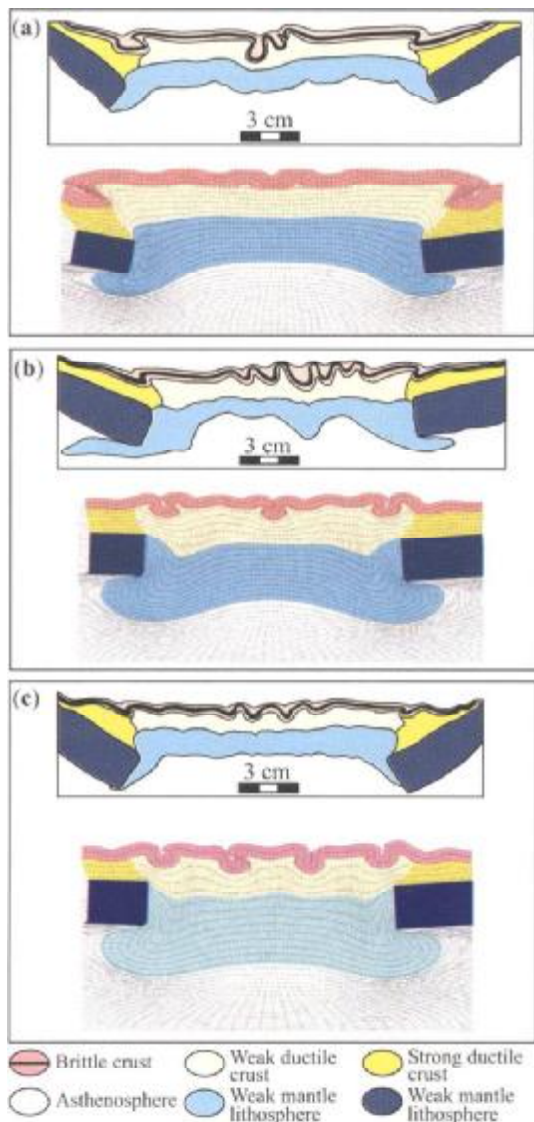 (a)
3 cm
(b)
3 cm
(c)
3 cm
Brittle crust
Weak ductile
crust
Strong ductile
crust
Asthenosphere
Weak mantle
lithosphere
Weak mantle
lithosphere